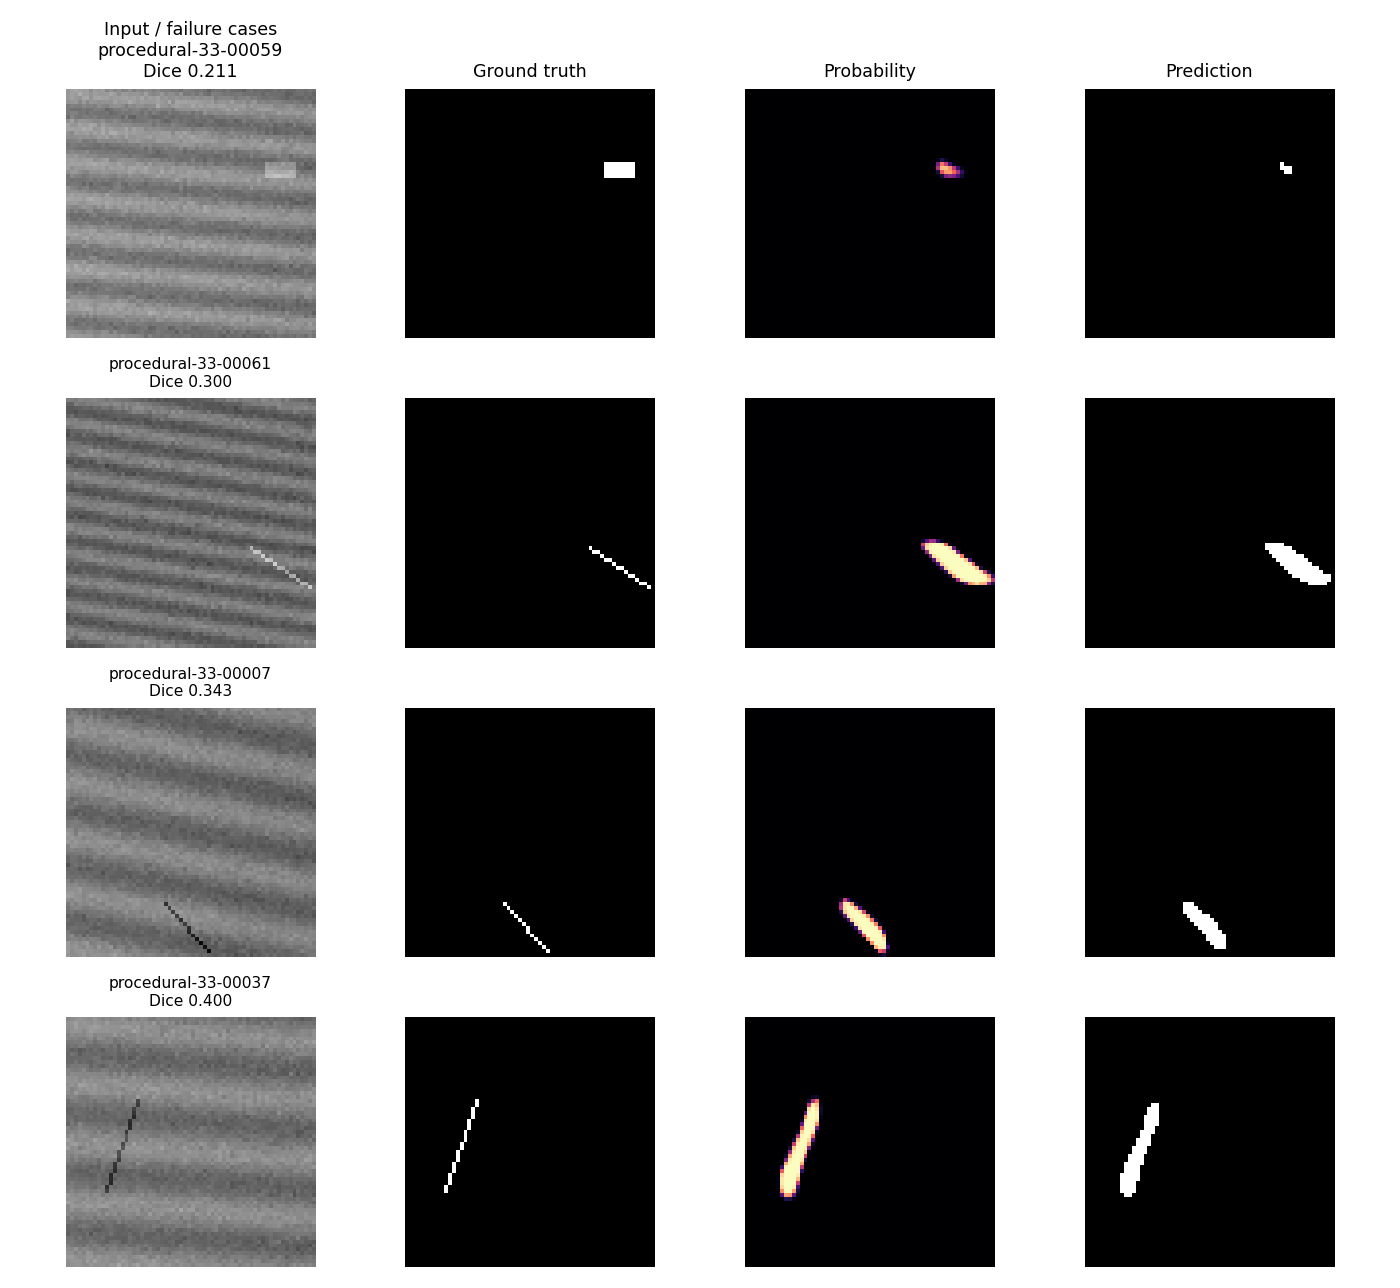 Input / failure cases
procedural-33-00059
Dice 0.211
Ground truth
Probability
Prediction
procedural-33-00061
Dice 0.300
procedural-33-00007
Dice 0.343
procedural-33-00037
Dice 0.400